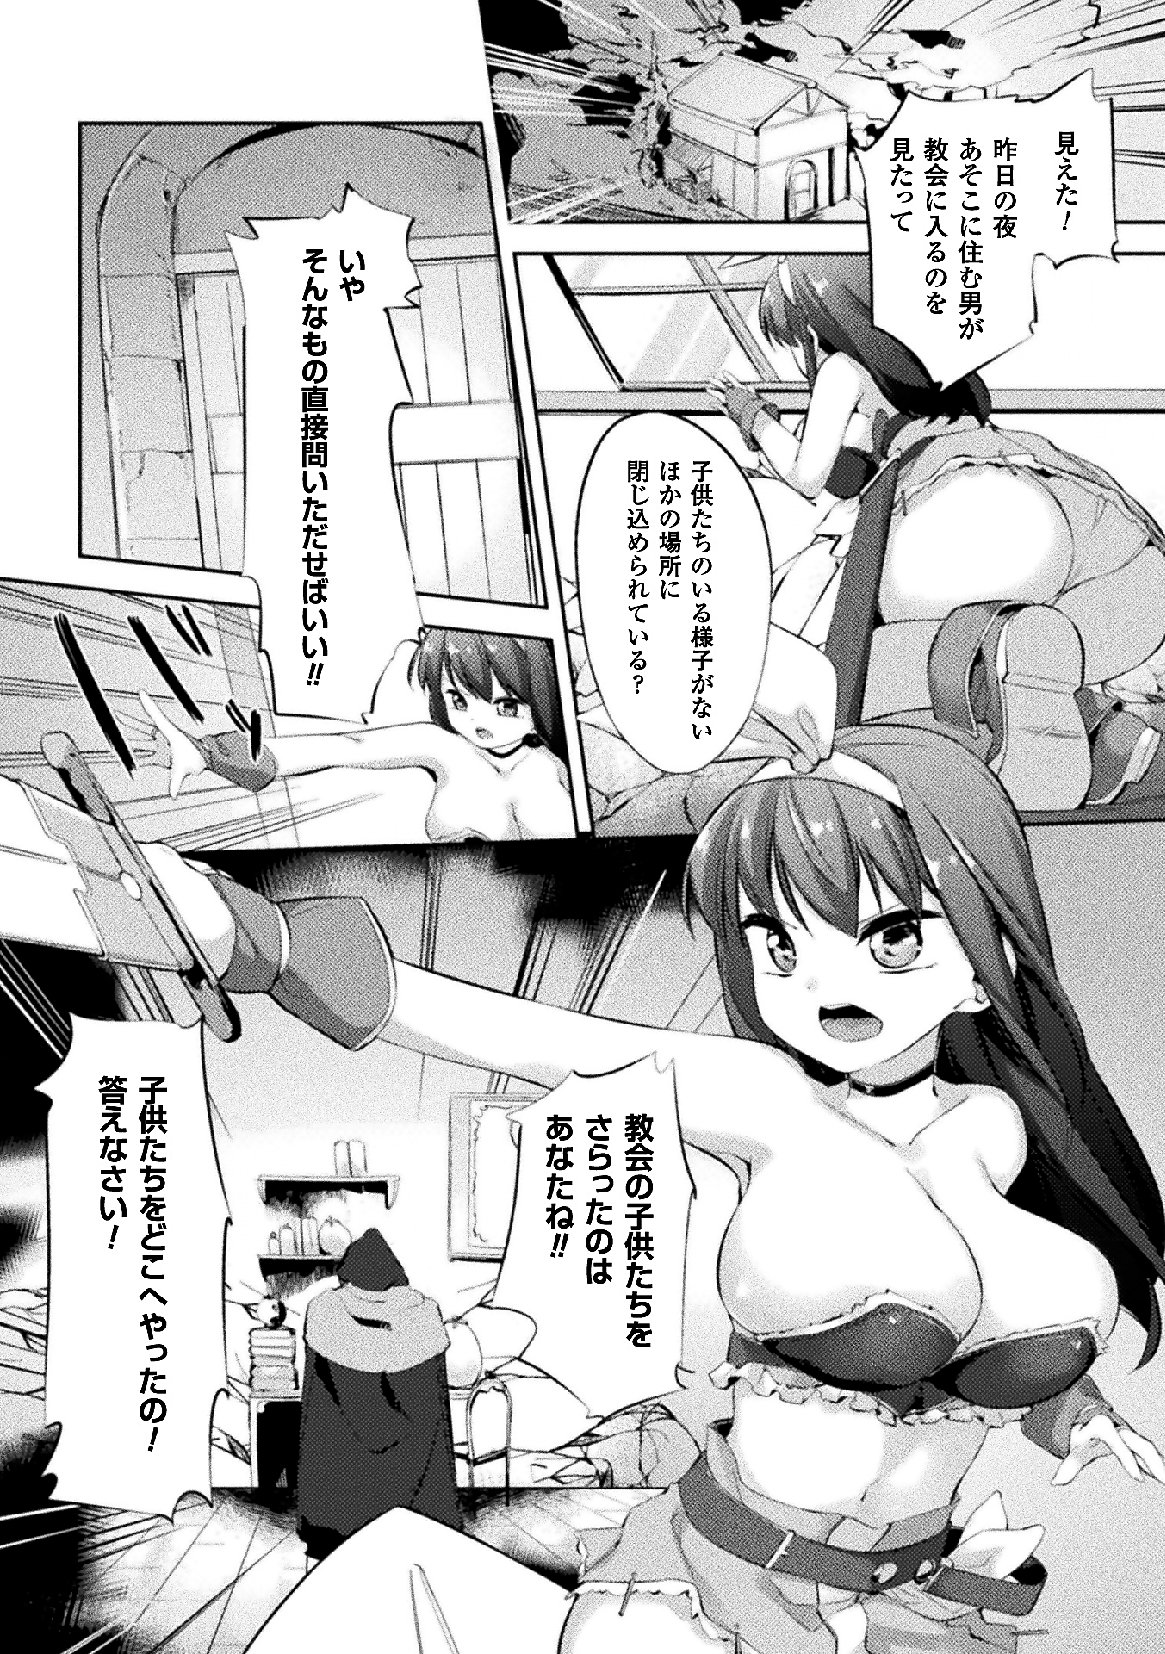 見えた!
昨日の夜
あそこに住む男が
教会に入るのを
見たって
子供たちのいる様子がない
ほかの場所に
閉じ込められている?
いや
そんなもの直接問いただせばいい!!
バン
教会の子供たちを
さらったのは
あなたね!!
子供たちをどこへやったの!
答えなさい!